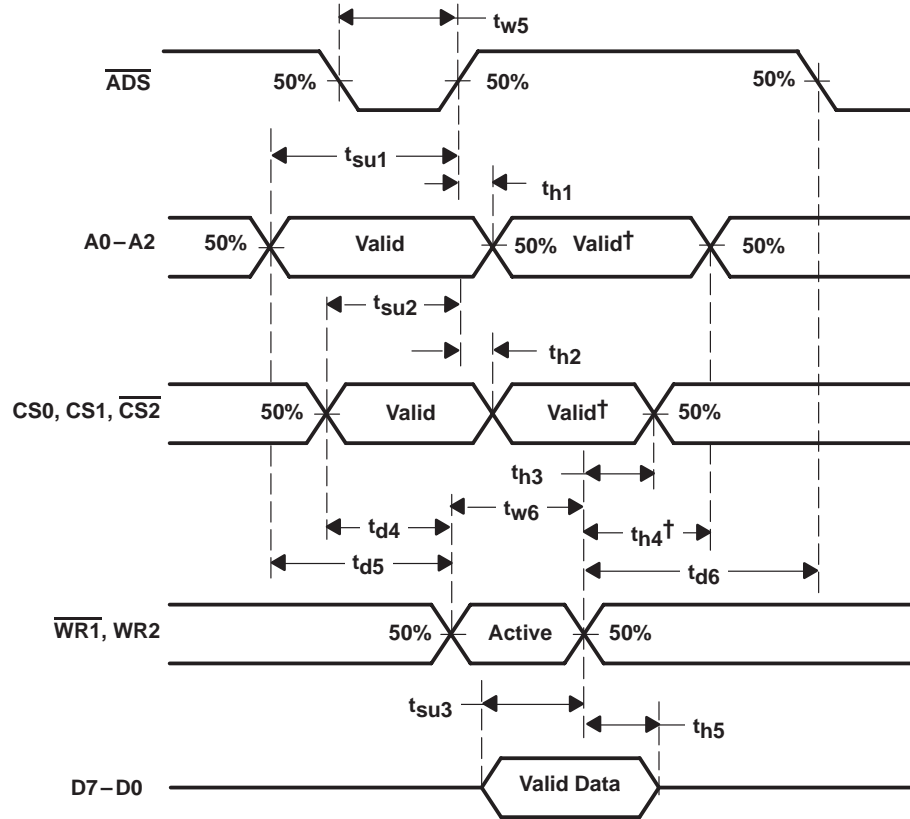 tw5
ADS
50%
50%
50%
tsu1
th1
A0–A2
50%
Valid
50%
Valid†
50%
tsu2
th2
CS0, CS1, CS2
50%
Valid
Valid†
50%
th3
tw6
td4
th4†
td5
td6
WR1, WR2
50%
Active
50%
tsu3
th5
D7–D0
Valid Data